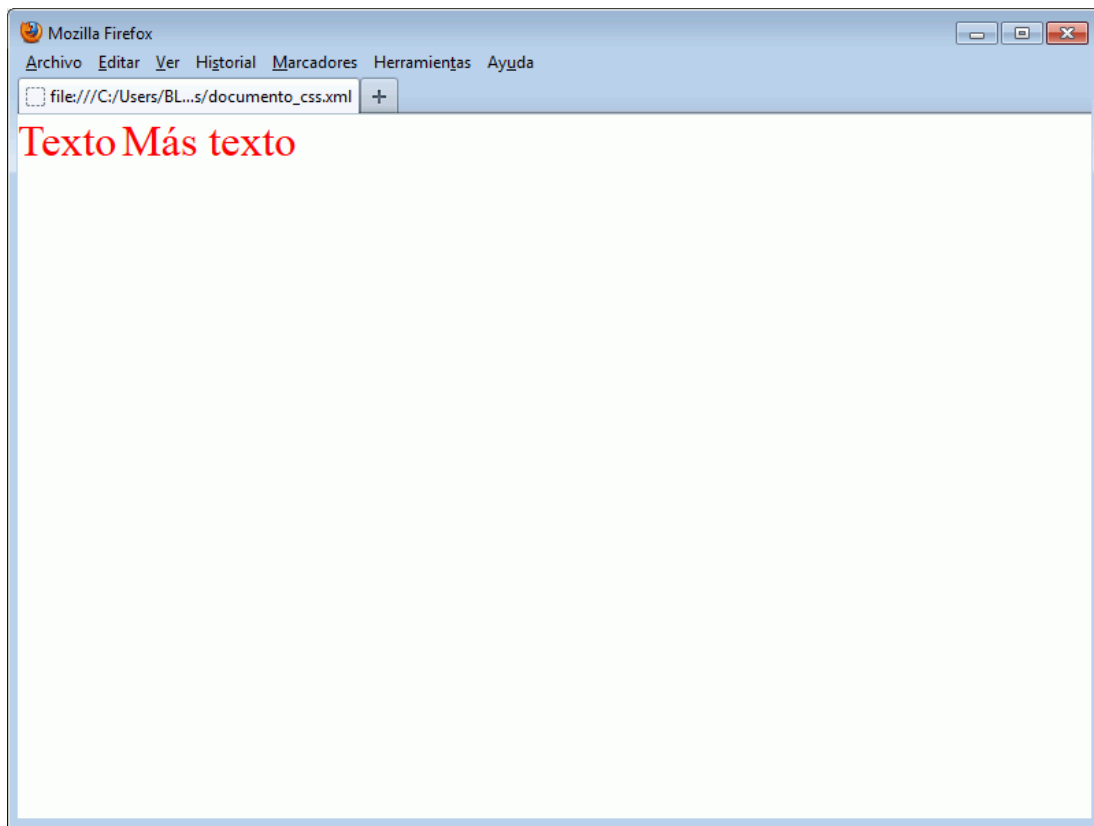 Mozilla Firefox
Archivo Editar Ver Historial Marcadores Herramientas Ayuda
file:///C:/Users/BL...s/documento_css.xml +
Texto Más texto